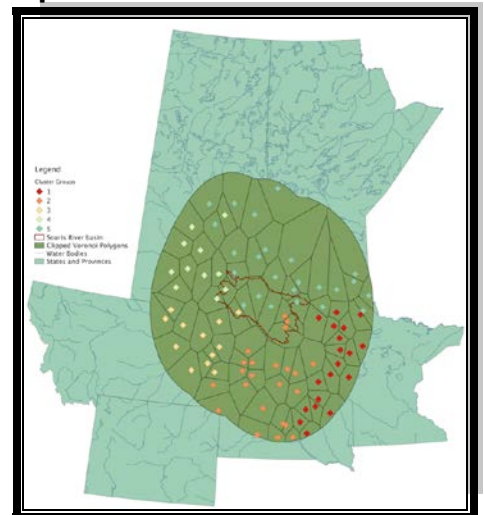 Legend
Cluster Groups
1
2
3
4
5
Souris River Basin
Clipped Voronoi Polygons
Water Bodies
States and Provinces